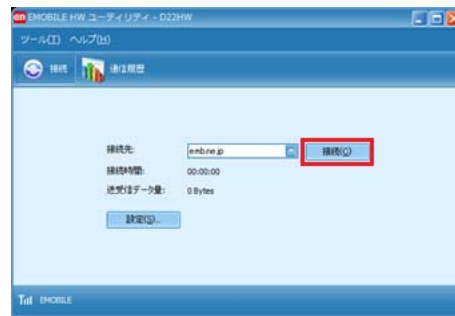 em EMOBILE HW ユーティリティ - D22HW
ツール(T) ヘルプ(H)
接続 通信履歴
接続先: emb.ne.jp 接続(C)
接続時間: 00:00:00
送受信データ量: 0 Bytes
設定(S)...
EMOBILE